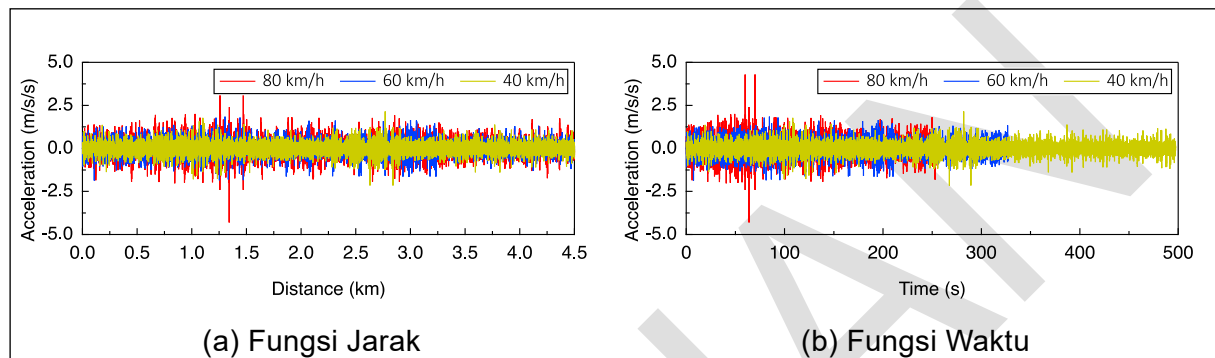 5.0
80 km/h 60 km/h 40 km/h
2.5
0.0
-2.5
-5.0
Acceleration (m/s/s)
0.0 0.5 1.0 1.5 2.0 2.5 3.0 3.5 4.0 4.5
Distance (km)
(a) Fungsi Jarak
5.0
80 km/h 60 km/h 40 km/h
2.5
0.0
-2.5
-5.0
Acceleration (m/s/s)
0 100 200 300 400 500
Time (s)
(b) Fungsi Waktu